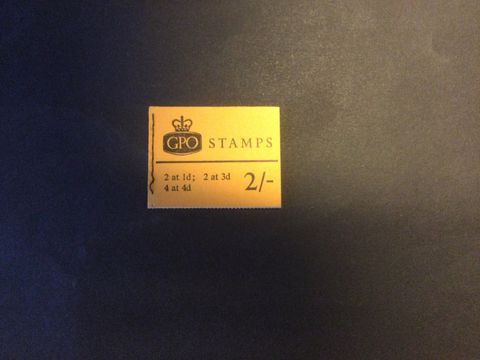 GPO STAMPS
2 at 1d; 2 at 3d
4 at 4d 2/-